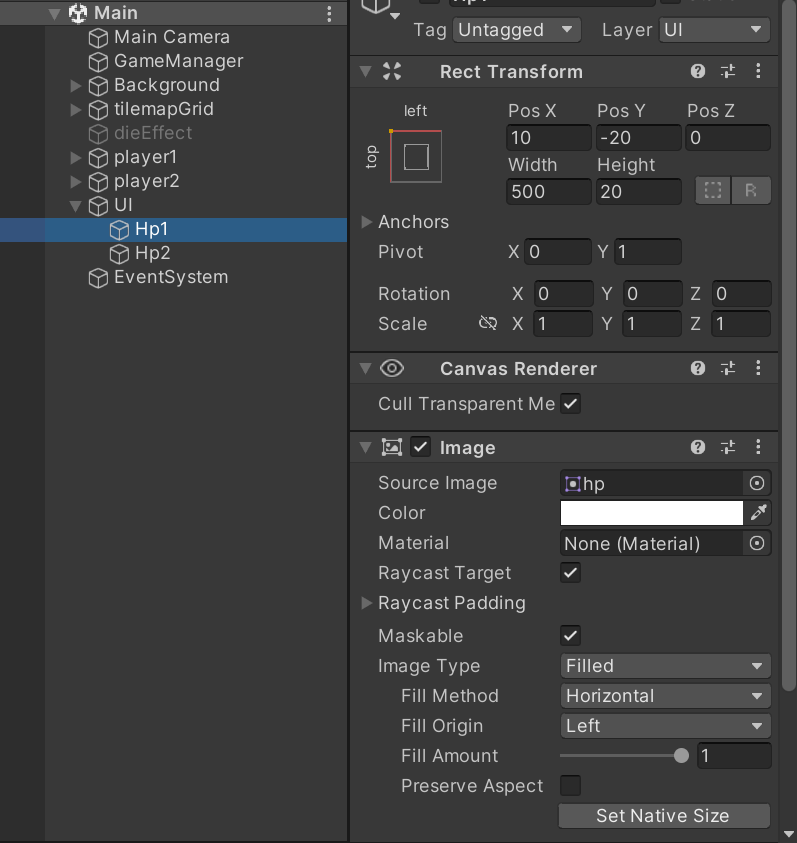 Main
Main Camera
GameManager
Background
tilemapGrid
dieEffect
player1
player2
UI
Hp1
Hp2
EventSystem
Tag Untagged Layer UI
Rect Transform
left
top
Pos X Pos Y Pos Z
10 -20 0
Width Height
500 20
R
Anchors
Pivot X 0 Y 1
Rotation X 0 Y 0 Z 0
Scale X 1 Y 1 Z 1
Canvas Renderer
Cull Transparent Me
Image
Source Image hp
Color
Material None (Material)
Raycast Target
Raycast Padding
Maskable
Image Type Filled
Fill Method Horizontal
Fill Origin Left
Fill Amount 1
Preserve Aspect
Set Native Size